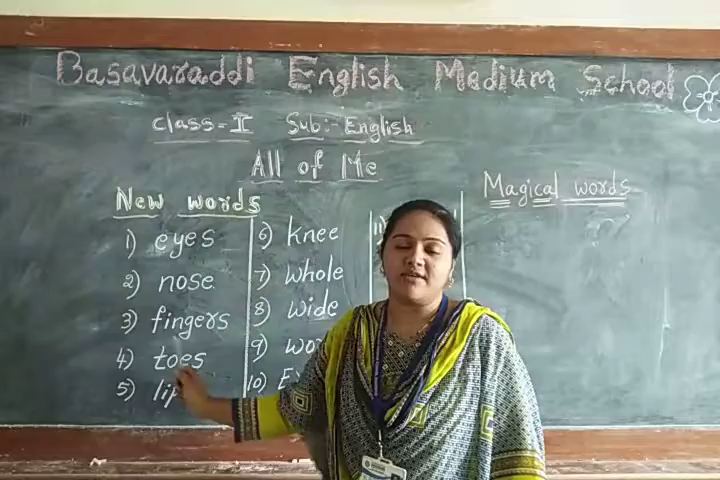 Basavaraddi English Medium School
Class=II Sub:- English
All of Me
New words
1) eyes
2) nose
3) fingers
4) toes
5)
6) knee
7) whole
8) wide
9)
10)
Magical words